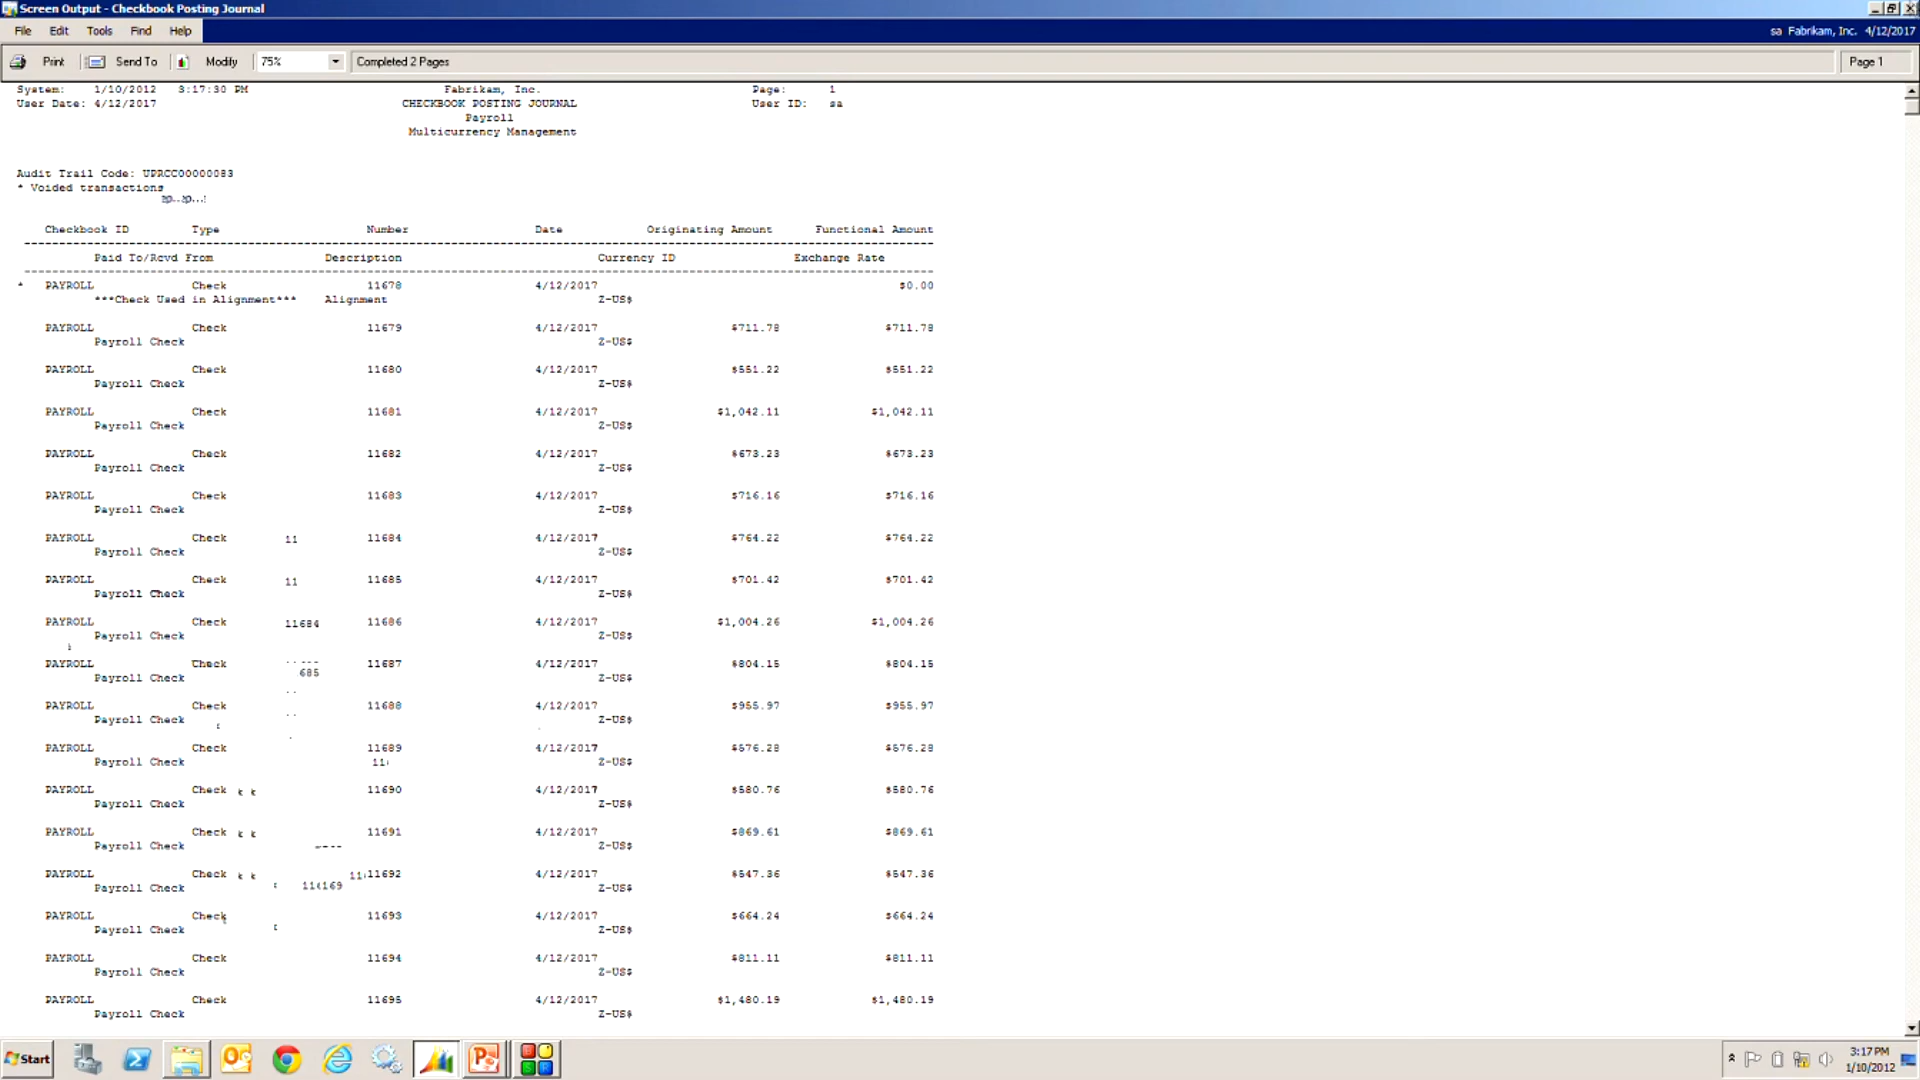 Screen Output - Checkbook Posting Journal
File Edit Tools Find Help sa Fabrikam, Inc. 4/12/2017
Print Send To Modify 75% Completed 2 Pages Page 1
System: 1/10/2012 3:17:30 PM Fabrikam, Inc. Page: 1
User Date: 4/12/2017 CHECKBOOK POSTING JOURNAL User ID: sa
Payroll
Multicurrency Management
Audit Trail Code: UPRCC00000083
* Voided transactions
Checkbook ID Type Number Date Originating Amount Functional Amount
Paid To/Rcvd From Description Currency ID Exchange Rate
* PAYROLL Check 11678 4/12/2017 $0.00
***Check Used in Alignment*** Alignment Z-US$
PAYROLL Check 11679 4/12/2017 $711.78 $711.78
Payroll Check Z-US$
PAYROLL Check 11680 4/12/2017 $551.22 $551.22
Payroll Check Z-US$
PAYROLL Check 11681 4/12/2017 $1,042.11 $1,042.11
Payroll Check Z-US$
PAYROLL Check 11682 4/12/2017 $673.23 $673.23
Payroll Check Z-US$
PAYROLL Check 11683 4/12/2017 $716.16 $716.16
Payroll Check Z-US$
PAYROLL Check 11 11684 4/12/2017 $764.22 $764.22
Payroll Check Z-US$
PAYROLL Check 11 11685 4/12/2017 $701.42 $701.42
Payroll Check Z-US$
PAYROLL Check 11684 11686 4/12/2017 $1,004.26 $1,004.26
Payroll Check Z-US$
PAYROLL Check 11687 4/12/2017 $804.15 $804.15
Payroll Check 685 Z-US$
PAYROLL Check 11688 4/12/2017 $955.97 $955.97
Payroll Check Z-US$
PAYROLL Check 11689 4/12/2017 $576.28 $576.28
Payroll Check 11 Z-US$
PAYROLL Check k k 11690 4/12/2017 $580.76 $580.76
Payroll Check Z-US$
PAYROLL Check k k 11691 4/12/2017 $869.61 $869.61
Payroll Check Z-US$
PAYROLL Check k k 11692 4/12/2017 $547.36 $547.36
Payroll Check Z-US$
PAYROLL Check 11693 4/12/2017 $664.24 $664.24
Payroll Check Z-US$
PAYROLL Check 11694 4/12/2017 $811.11 $811.11
Payroll Check Z-US$
PAYROLL Check 11695 4/12/2017 $1,480.19 $1,480.19
Payroll Check Z-US$
Start 3:17 PM
1/10/2012